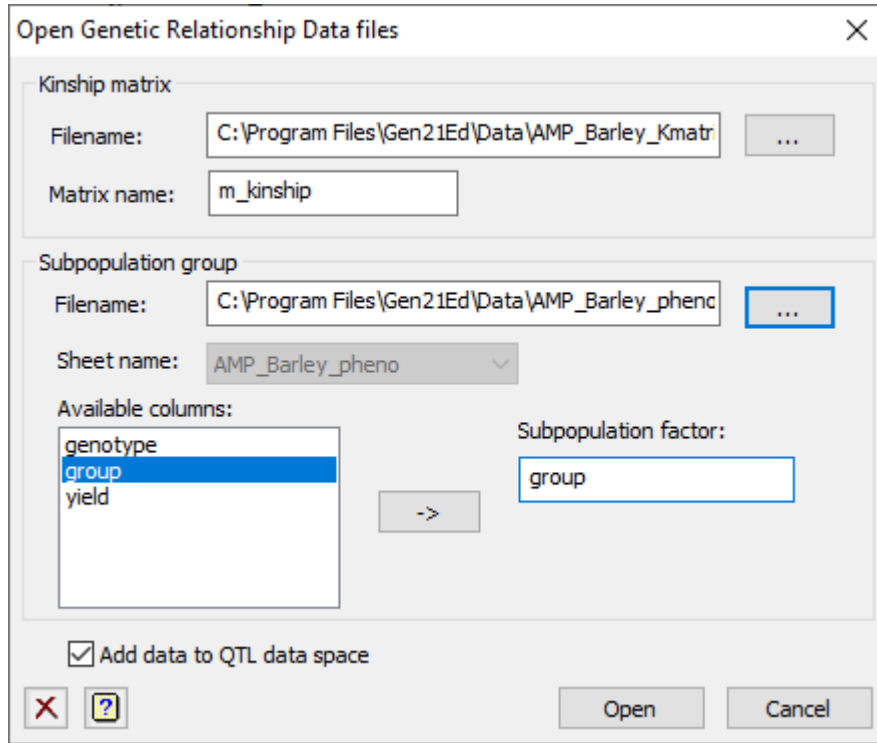 Open Genetic Relationship Data files
Kinship matrix
Filename:
C:\Program Files\Gen21Ed\Data\AMP_Barley_Kmatri
...
Matrix name:
m_kinship
Subpopulation group
Filename:
C:\Program Files\Gen21Ed\Data\AMP_Barley_pheno
...
Sheet name:
AMP_Barley_pheno
Available columns:
genotype
group
yield
->
Subpopulation factor:
group
Add data to QTL data space
?
Open
Cancel